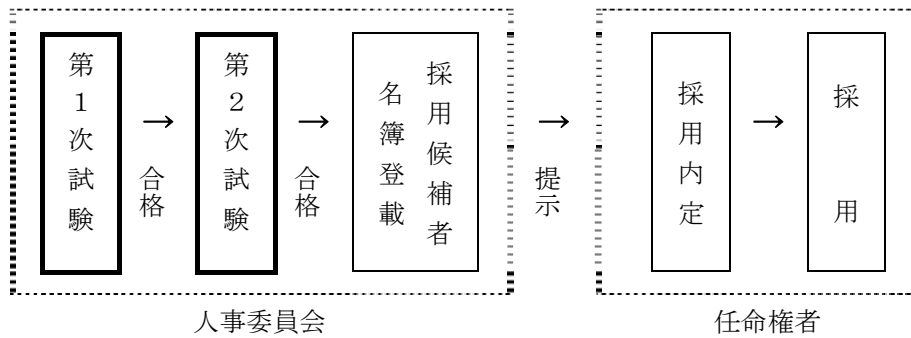 第１次試験
→
合格
第２次試験
→
合格
採用候補者
名簿登載
→
提示
採用内定
→
採用
人事委員会
任命権者